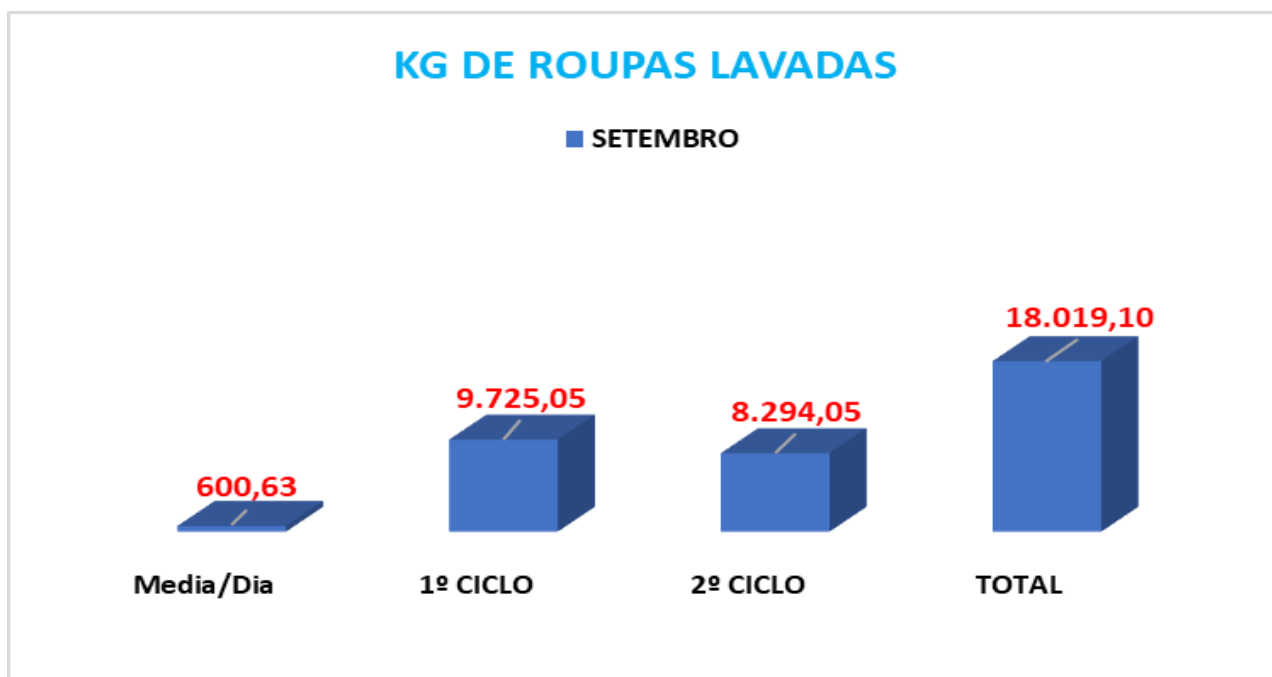 KG DE ROUPAS LAVADAS
SETEMBRO
18.019,10
9.725,05
8.294,05
600,63
Media/Dia 1º CICLO 2º CICLO TOTAL